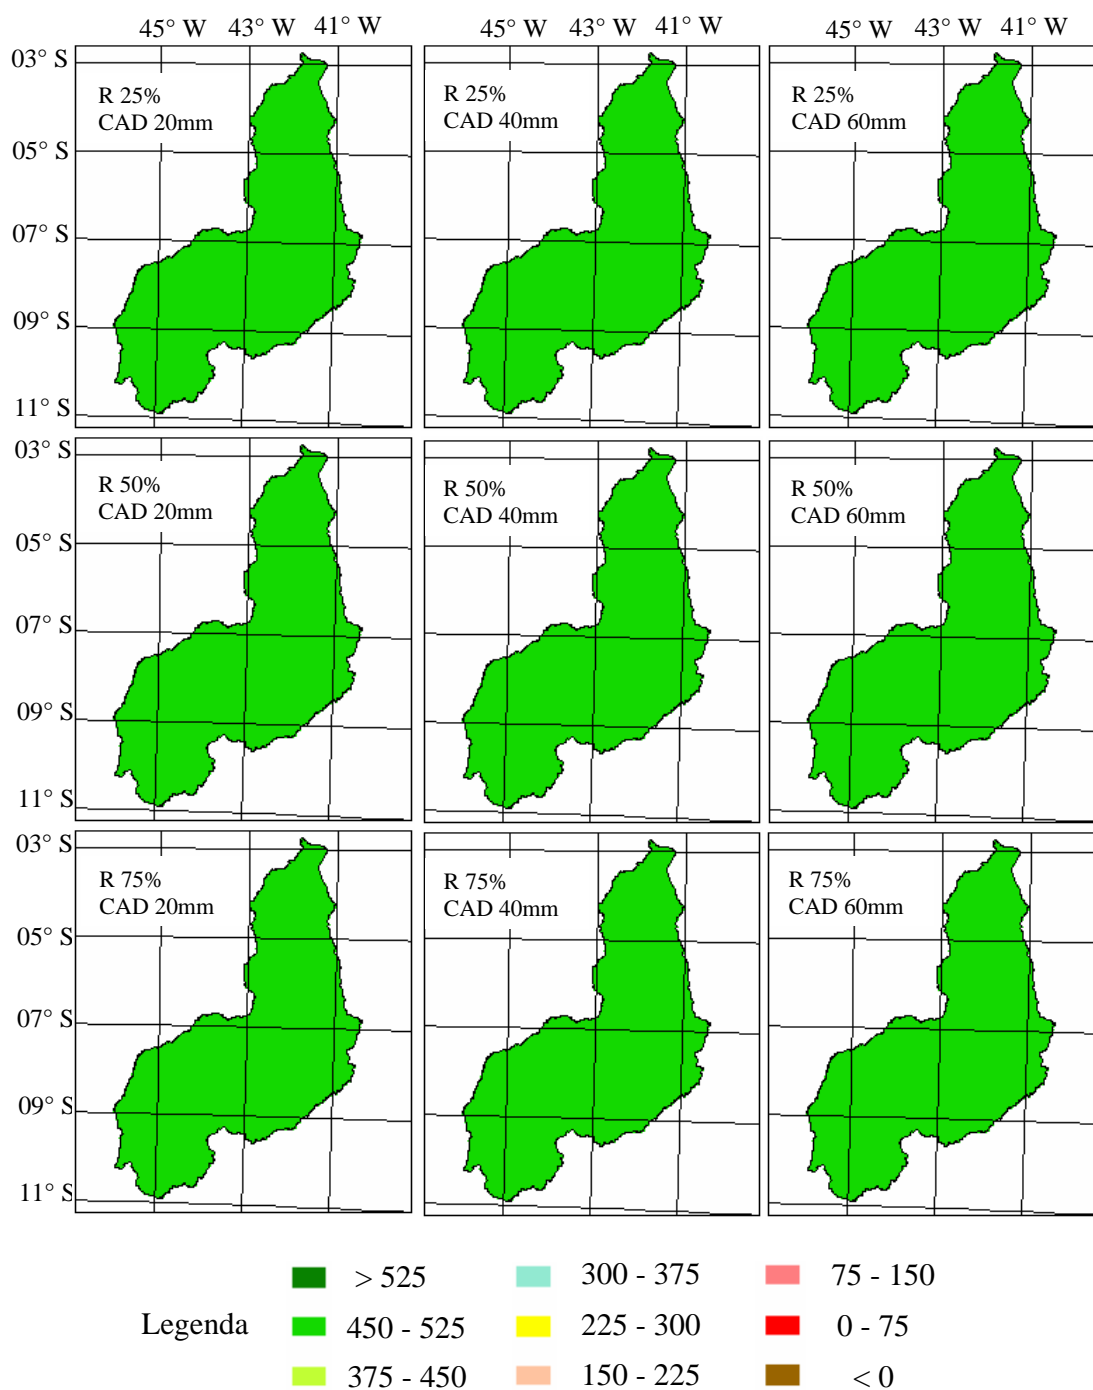 45° W 43° W 41° W 45° W 43° W 41° W 45° W 43° W 41° W
03° S
R 25%
CAD 20mm
R 25%
CAD 40mm
R 25%
CAD 60mm
05° S
07° S
09° S
11° S
03° S
R 50%
CAD 20mm
R 50%
CAD 40mm
R 50%
CAD 60mm
05° S
07° S
09° S
11° S
03° S
R 75%
CAD 20mm
R 75%
CAD 40mm
R 75%
CAD 60mm
05° S
07° S
09° S
11° S
Legenda
> 525
450 - 525
375 - 450
300 - 375
225 - 300
150 - 225
75 - 150
0 - 75
< 0